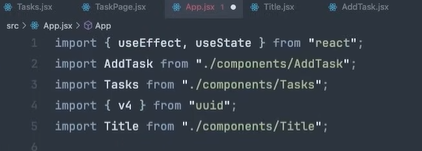 Tasks.jsx TaskPage.jsx App.jsx 1 Title.jsx AddTask.jsx
src > App.jsx > App
1 import { useEffect, useState } from "react";
2 import AddTask from "./components/AddTask";
3 import Tasks from "./components/Tasks";
4 import { v4 } from "uuid";
5 import Title from "./components/Title";
6